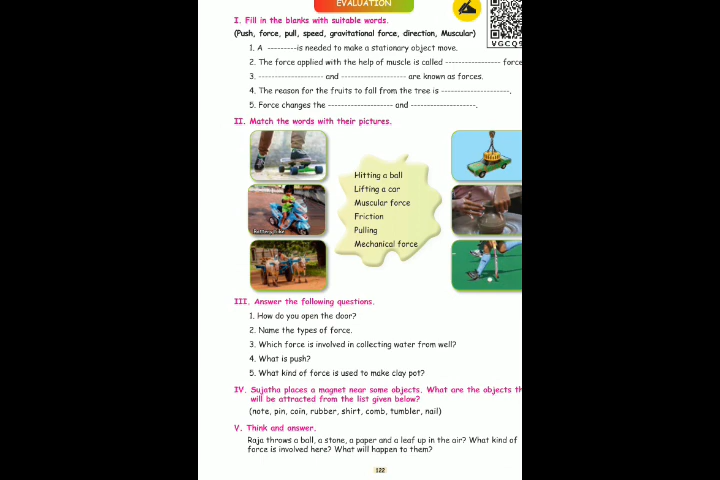 EVALUATION
VGCQ9
I. Fill in the blanks with suitable words.
(Push, force, pull, speed, gravitational force, direction, Muscular)
1. A ---------is needed to make a stationary object move.
2. The force applied with the help of muscle is called ---------------- force
3. ------------------- and ------------------- are known as forces.
4. The reason for the fruits to fall from the tree is --------------------.
5. Force changes the ------------------- and -------------------.
II. Match the words with their pictures.
Hitting a ball
Lifting a car
Muscular force
Friction
Pulling
Mechanical force
III. Answer the following questions.
1. How do you open the door?
2. Name the types of force.
3. Which force is involved in collecting water from well?
4. What is push?
5. What kind of force is used to make clay pot?
IV. Sujatha places a magnet near some objects. What are the objects th
will be attracted from the list given below?
(note, pin, coin, rubber, shirt, comb, tumbler, nail)
V. Think and answer.
Raja throws a ball, a stone, a paper and a leaf up in the air? What kind of
force is involved here? What will happen to them?
122